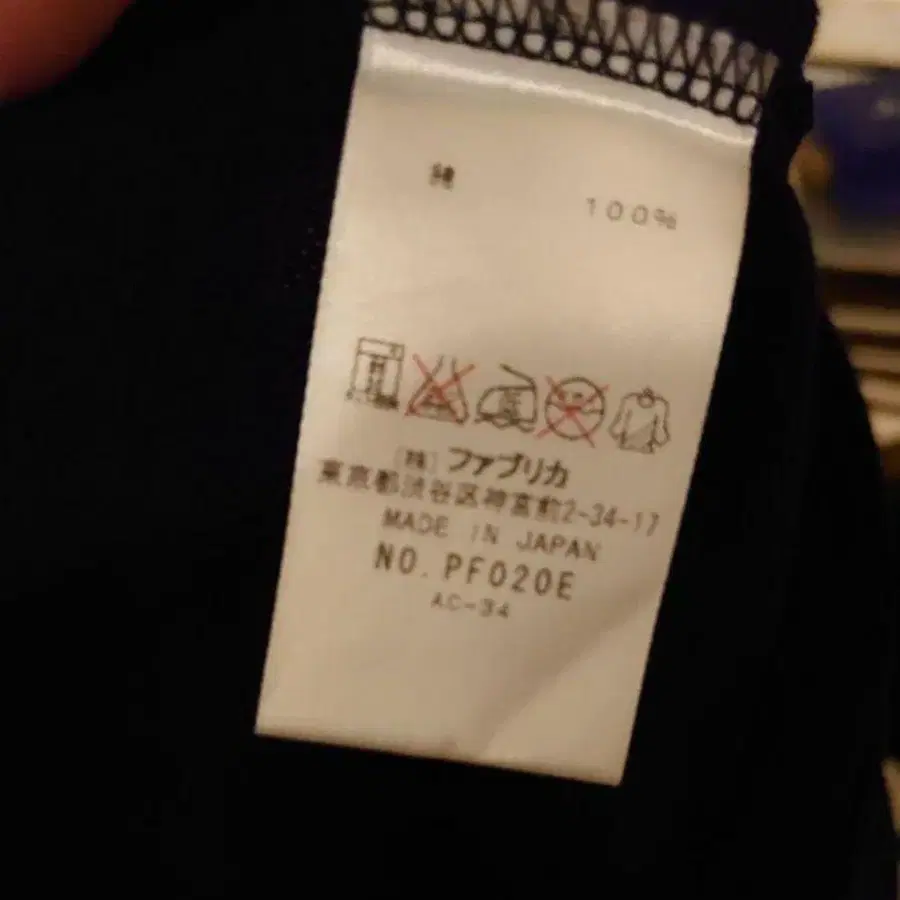 綿 100%
(株)ファブリカ
東京都渋谷区神宮前2-34-17
MADE IN JAPAN
NO. PF020E
AC-34